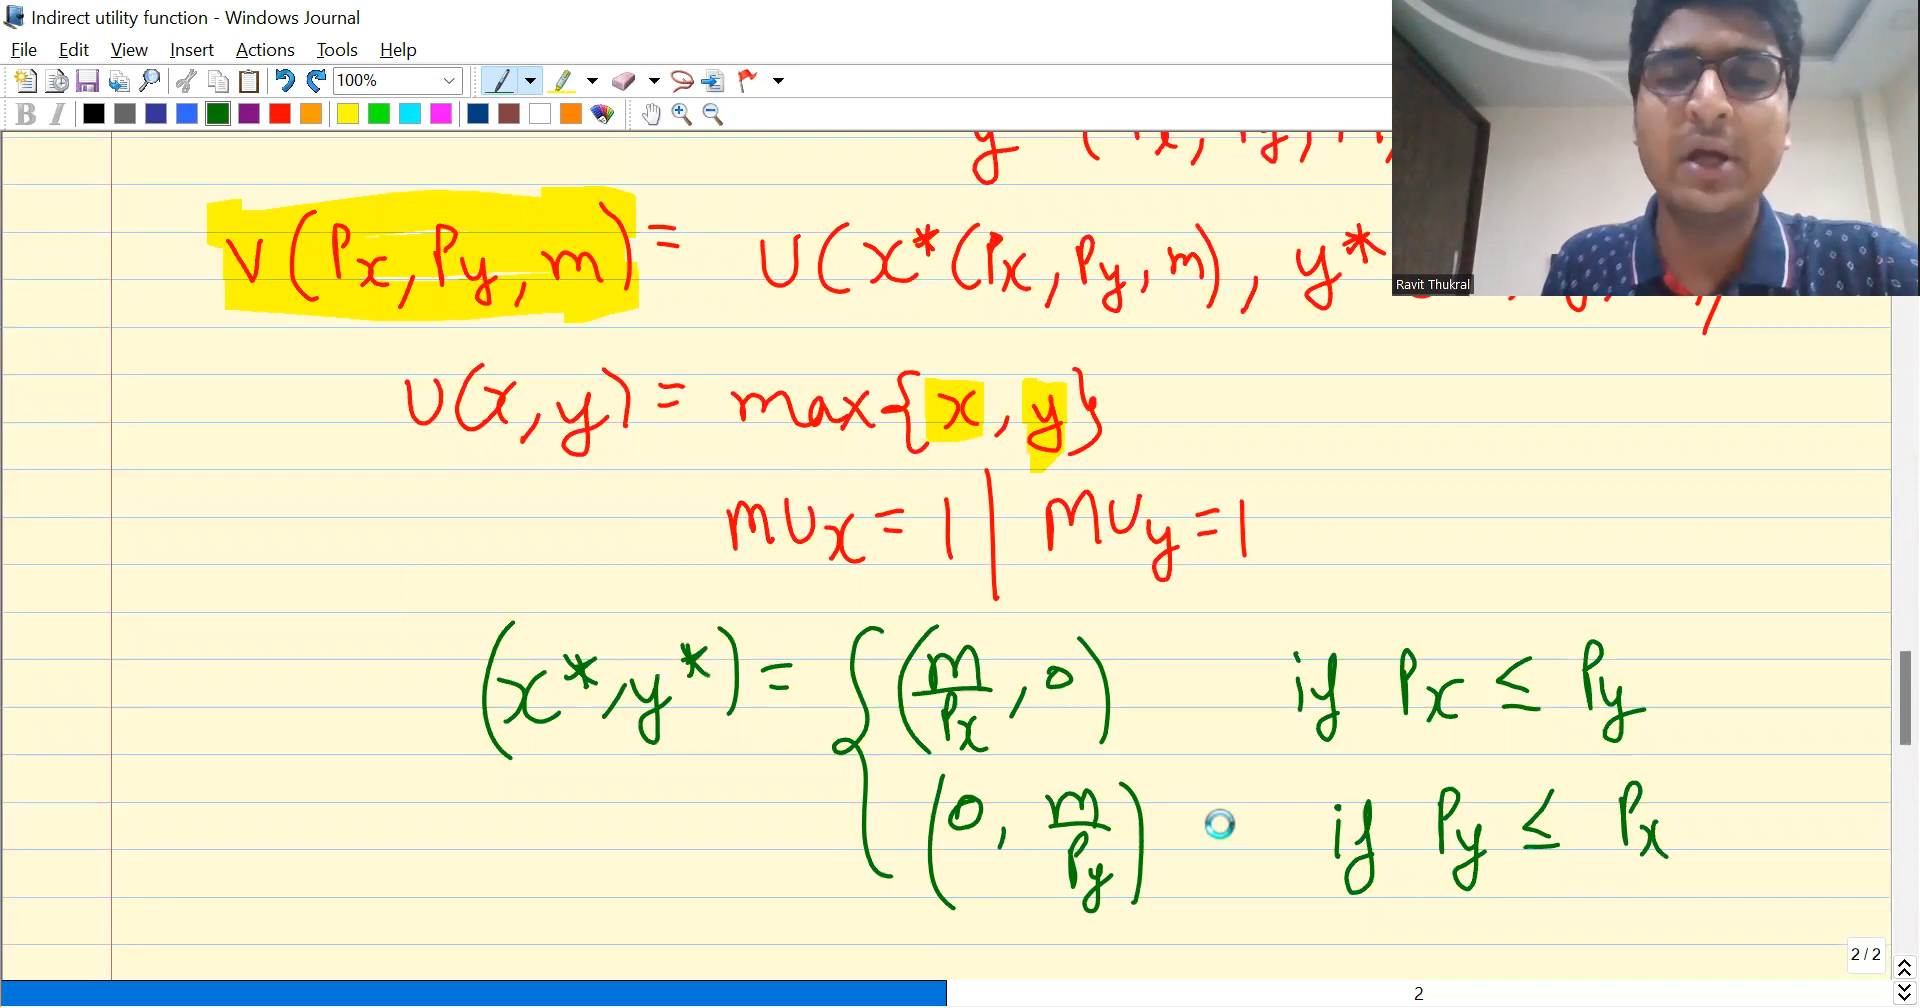 Indirect utility function - Windows Journal
File Edit View Insert Actions Tools Help
100%
B I
y
V(Px, Py, m) = U(x*(Px, Py, m), y*
Ravit Thukral
U(x, y) = max{x, y}
MUx = 1 | MUy = 1
(x*, y*) = { (m/Px, 0) if Px ≤ Py
(0, m/Py) if Py ≤ Px
2 / 2
2